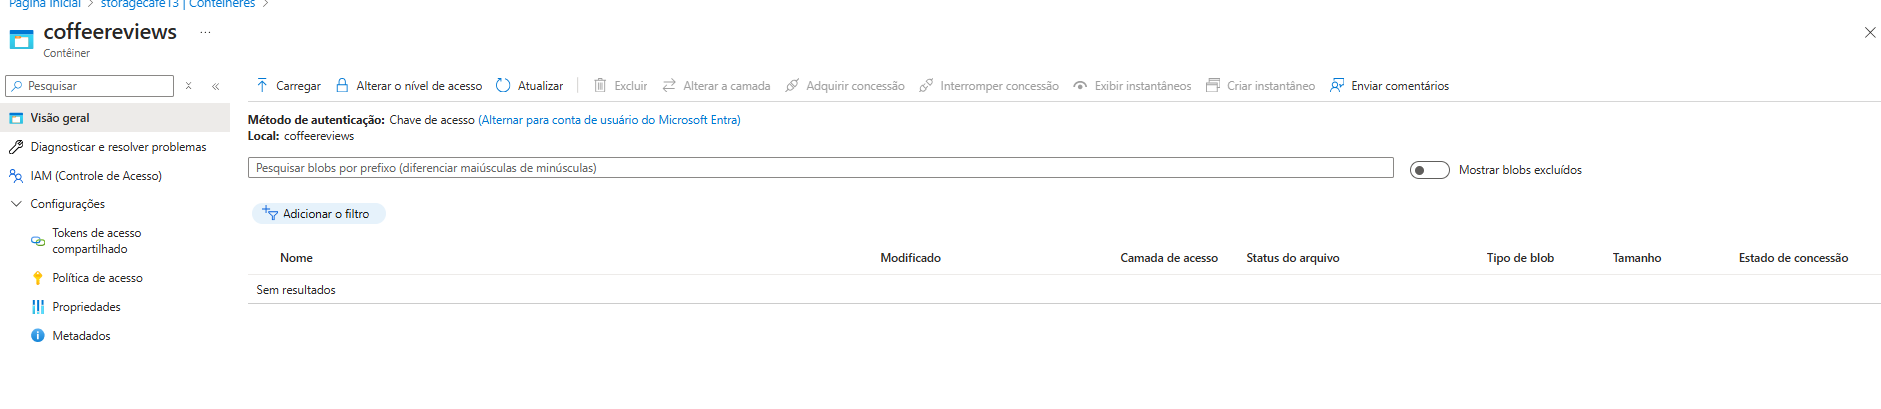 Página Inicial > storagecafe13 | Contêineres >
coffeereviews ...
Contêiner
Pesquisar
Carregar Alterar o nível de acesso Atualizar Excluir Alterar a camada Adquirir concessão Interromper concessão Exibir instantâneos Criar instantâneo Enviar comentários
Visão geral
Diagnosticar e resolver problemas
IAM (Controle de Acesso)
Configurações
Tokens de acesso
compartilhado
Política de acesso
Propriedades
Metadados
Método de autenticação: Chave de acesso (Alternar para conta de usuário do Microsoft Entra)
Local: coffeereviews
Pesquisar blobs por prefixo (diferenciar maiúsculas de minúsculas)
Mostrar blobs excluídos
Adicionar o filtro
Nome Modificado Camada de acesso Status do arquivo Tipo de blob Tamanho Estado de concessão
Sem resultados